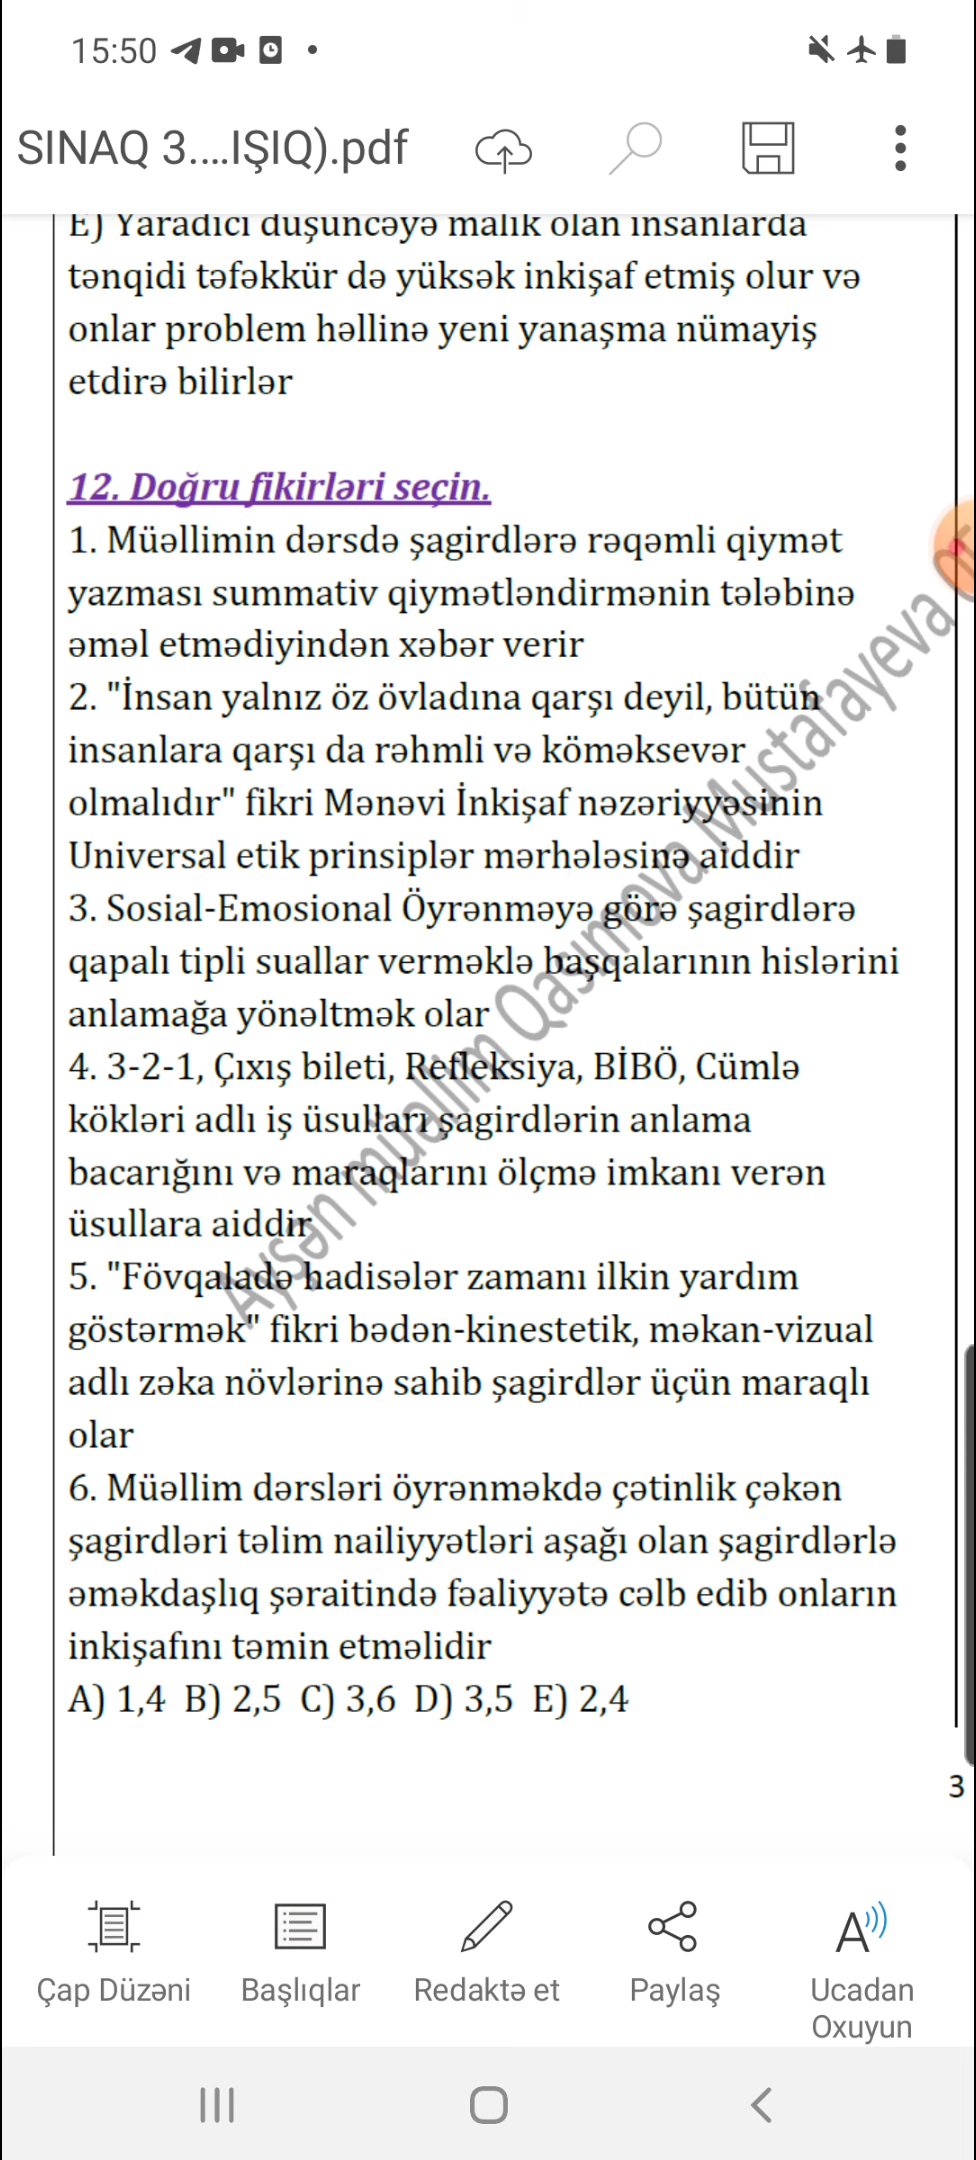 15:50
SINAQ 3....IŞIQ).pdf
E) Yaradıcı düşüncəyə malik olan insanlarda
tənqidi təfəkkür də yüksək inkişaf etmiş olur və
onlar problem həllinə yeni yanaşma nümayiş
etdirə bilirlər
12. Doğru fikirləri seçin.
1. Müəllimin dərsdə şagirdlərə rəqəmli qiymət
yazması summativ qiymətləndirmənin tələbinə
əməl etmədiyindən xəbər verir
2. "İnsan yalnız öz övladına qarşı deyil, bütün
insanlara qarşı da rəhmli və köməksevər
olmalıdır" fikri Mənəvi İnkişaf nəzəriyyəsinin
Universal etik prinsiplər mərhələsinə aiddir
3. Sosial-Emosional Öyrənməyə görə şagirdlərə
qapalı tipli suallar verməklə başqalarının hislərini
anlamağa yönəltmək olar
4. 3-2-1, Çıxış bileti, Refleksiya, BİBÖ, Cümlə
kökləri adlı iş üsulları şagirdlərin anlama
bacarığını və maraqlarını ölçmə imkanı verən
üsullara aiddir
5. "Fövqaladə hadisələr zamanı ilkin yardım
göstərmək" fikri bədən-kinestetik, məkan-vizual
adlı zəka növlərinə sahib şagirdlər üçün maraqlı
olar
6. Müəllim dərsləri öyrənməkdə çətinlik çəkən
şagirdləri təlim nailiyyətləri aşağı olan şagirdlərlə
əməkdaşlıq şəraitində fəaliyyətə cəlb edib onların
inkişafını təmin etməlidir
A) 1,4 B) 2,5 C) 3,6 D) 3,5 E) 2,4
Ayşən müəllim Qasımova Mustafayeva
3
Çap Düzəni
Başlıqlar
Redaktə et
Paylaş
Ucadan
Oxuyun